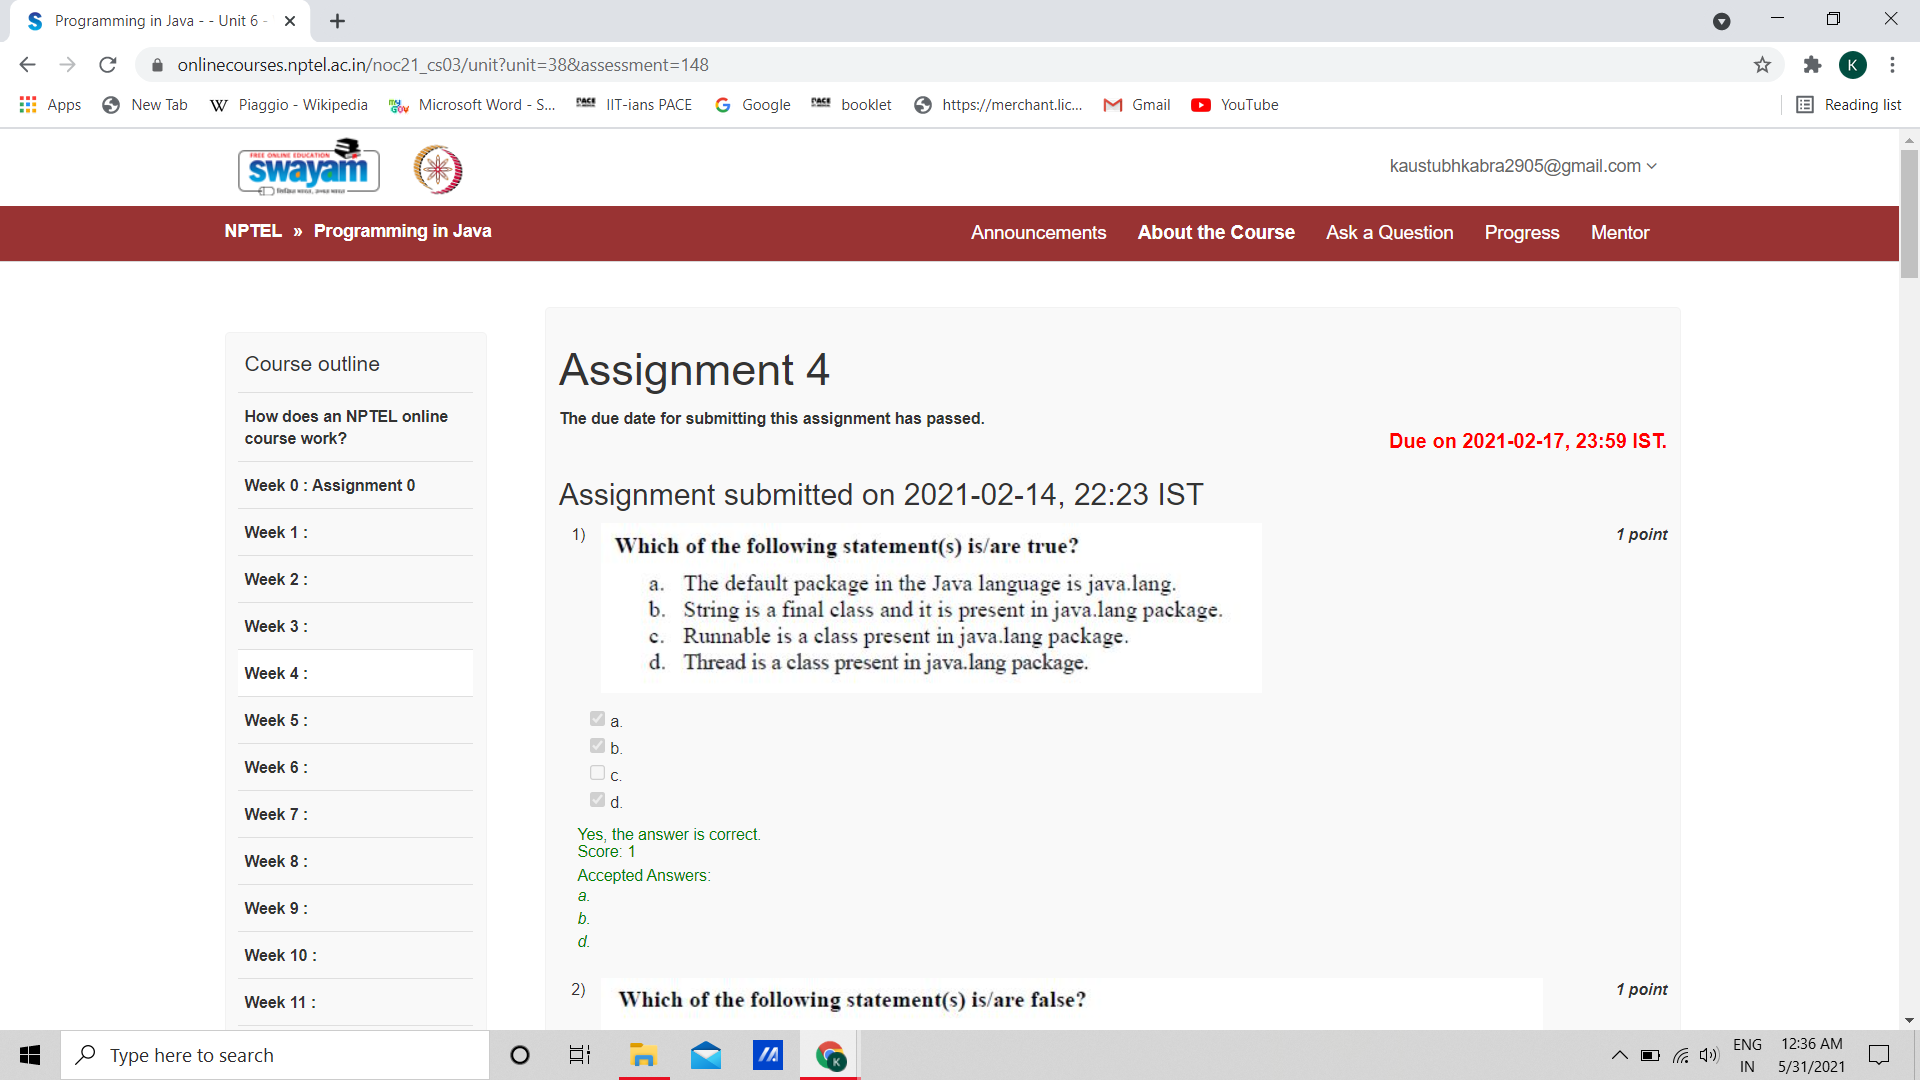 Programming in Java - - Unit 6 -
onlinecourses.nptel.ac.in/noc21_cs03/unit?unit=38&assessment=148
K
Apps
New Tab
W Piaggio - Wikipedia
Microsoft Word - S...
PACE IIT-ians PACE
Google
PACE booklet
https://merchant.lic...
Gmail
YouTube
Reading list
FREE ONLINE EDUCATION
swayam
शिक्षित भारत, उन्नत भारत
kaustubhkabra2905@gmail.com
NPTEL » Programming in Java
Announcements
About the Course
Ask a Question
Progress
Mentor
Course outline
How does an NPTEL online
course work?
Week 0 : Assignment 0
Week 1 :
Week 2 :
Week 3 :
Week 4 :
Week 5 :
Week 6 :
Week 7 :
Week 8 :
Week 9 :
Week 10 :
Week 11 :
Assignment 4
The due date for submitting this assignment has passed.
Due on 2021-02-17, 23:59 IST.
Assignment submitted on 2021-02-14, 22:23 IST
1) Which of the following statement(s) is/are true?
1 point
a. The default package in the Java language is java.lang.
b. String is a final class and it is present in java.lang package.
c. Runnable is a class present in java.lang package.
d. Thread is a class present in java.lang package.
a.
b.
c.
d.
Yes, the answer is correct.
Score: 1
Accepted Answers:
a.
b.
d.
2) Which of the following statement(s) is/are false?
1 point
Type here to search
K
ENG
IN
12:36 AM
5/31/2021